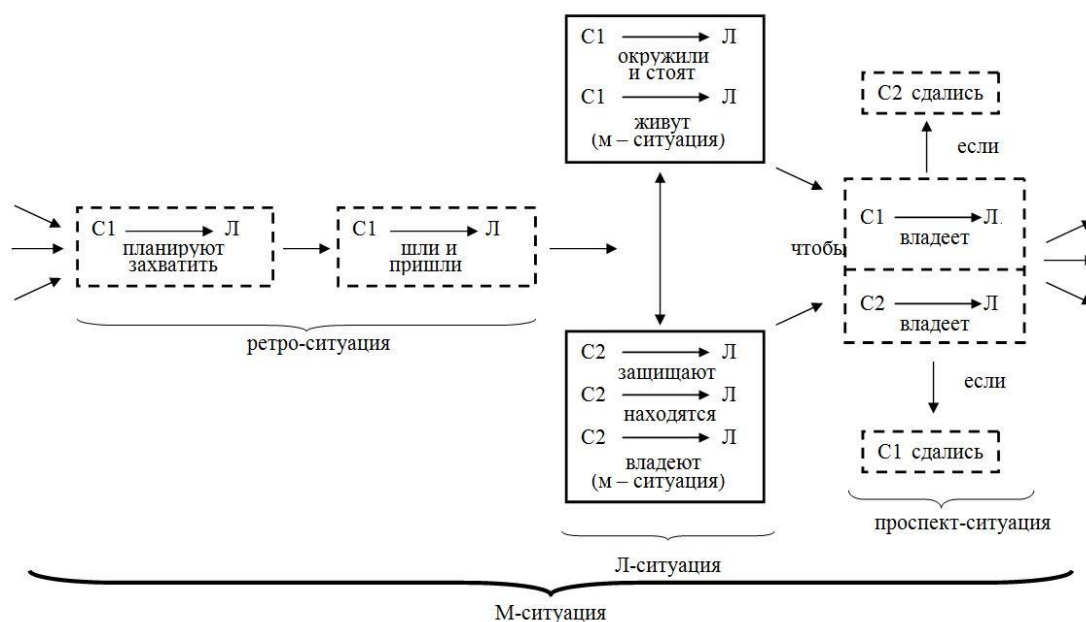 С1 Л
планируют
захватить
С1 Л
шли и
пришли
ретро-ситуация
С1 Л
окружили
и стоят
С1 Л
живут
(м – ситуация)
С2 Л
защищают
С2 Л
находятся
С2 Л
владеют
(м – ситуация)
Л-ситуация
чтобы
С2 сдались
если
С1 Л.
владеет
С2 Л
владеет
если
С1 сдались
проспект-ситуация
М-ситуация